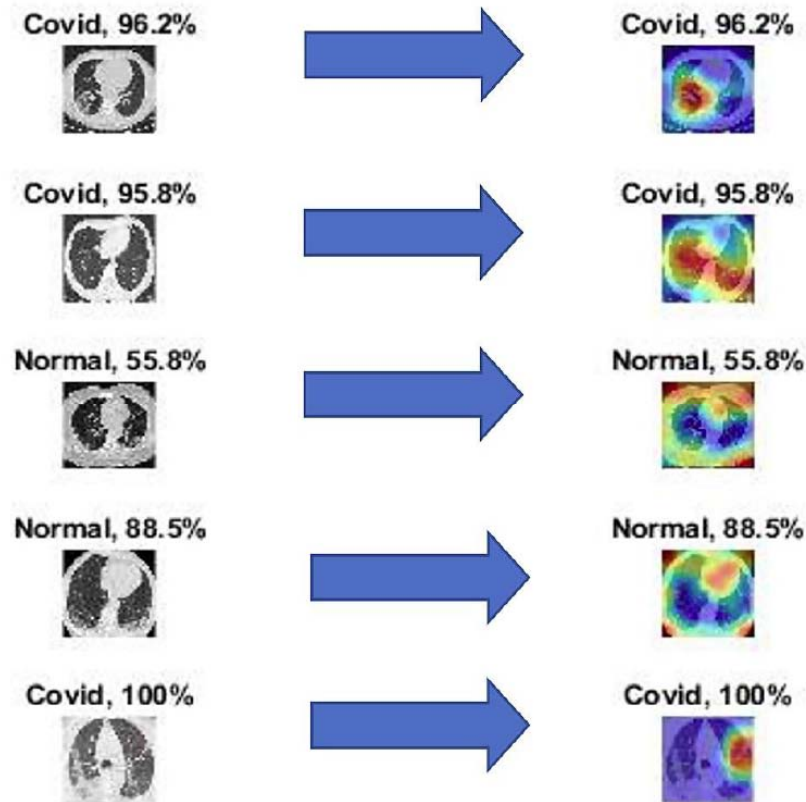 Covid, 96.2% Covid, 96.2%
Covid, 95.8% Covid, 95.8%
Normal, 55.8% Normal, 55.8%
Normal, 88.5% Normal, 88.5%
Covid, 100% Covid, 100%